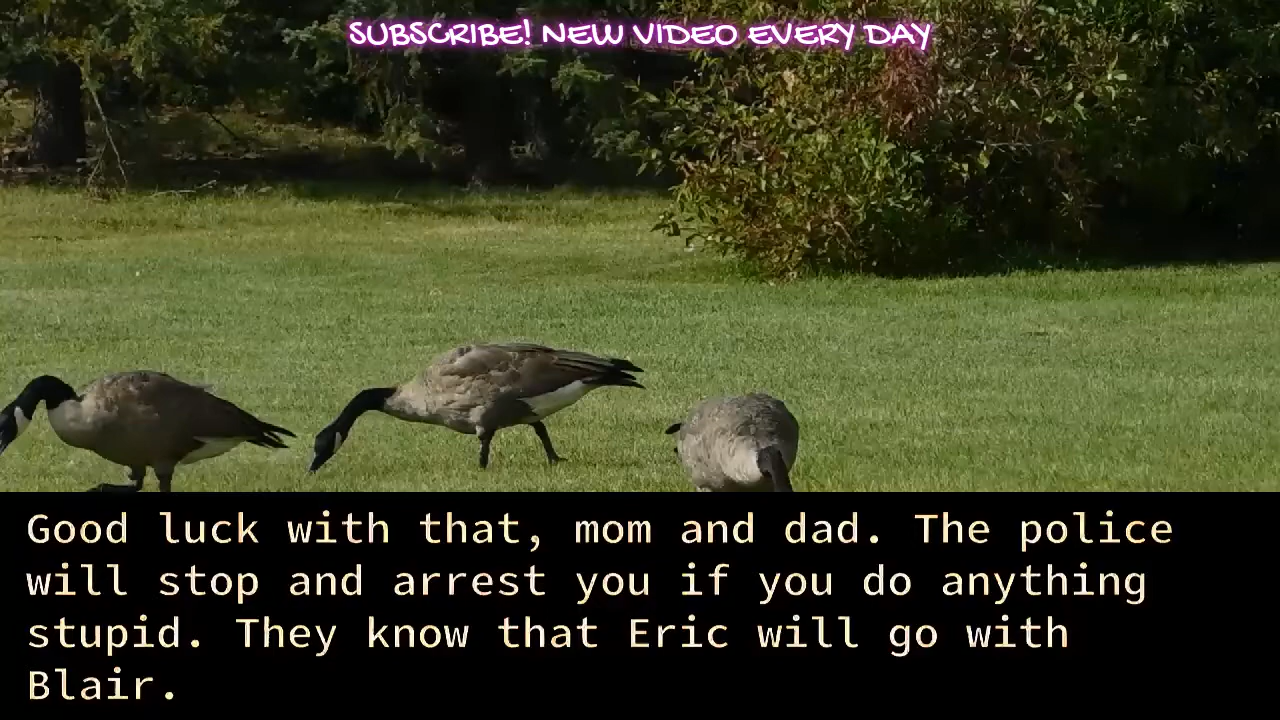 SUBSCRIBE! NEW VIDEO EVERY DAY
Good luck with that, mom and dad. The police
will stop and arrest you if you do anything
stupid. They know that Eric will go with
Blair.